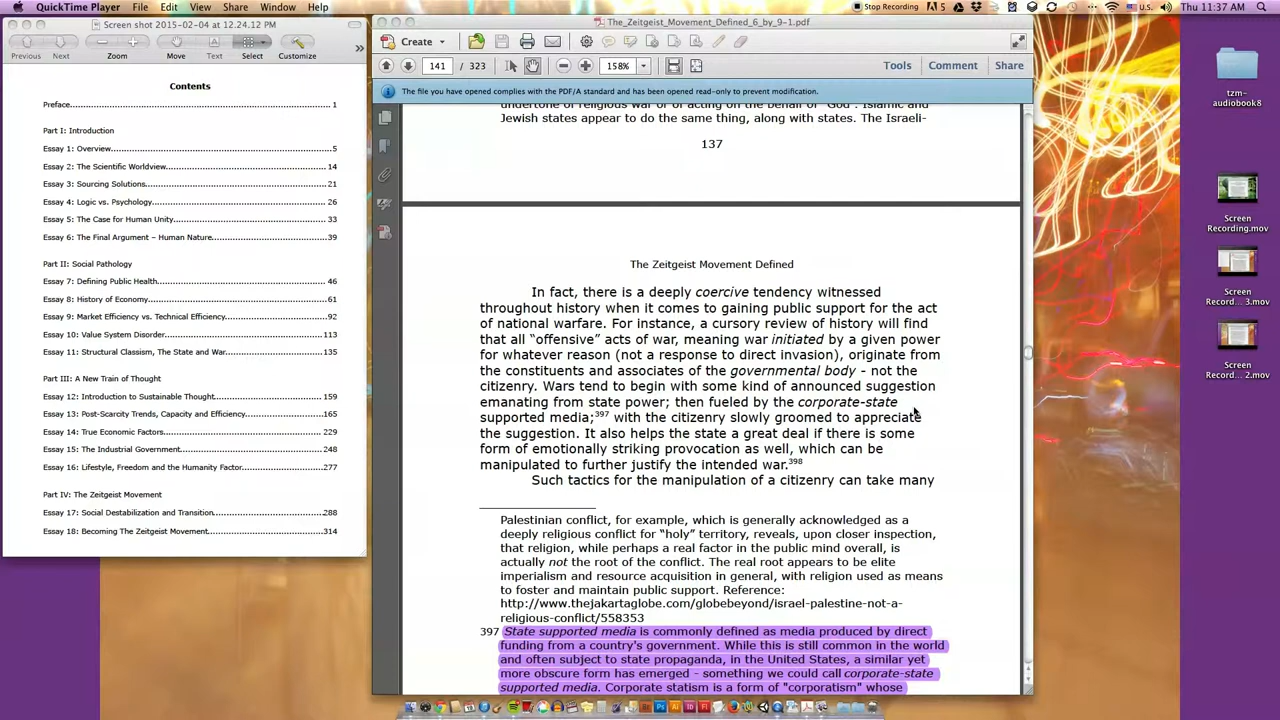 QuickTime Player File Edit View Share Window Help
Stop Recording
U.S. Thu 11:37 AM
Screen shot 2015-02-04 at 12.24.12 PM
Previous Next Zoom Move Text Select Customize
Contents
Preface 1
Part I: Introduction
Essay 1: Overview 5
Essay 2: The Scientific Worldview 14
Essay 3: Sourcing Solutions 21
Essay 4: Logic vs. Psychology 26
Essay 5: The Case for Human Unity 33
Essay 6: The Final Argument – Human Nature 39
Part II: Social Pathology
Essay 7: Defining Public Health 46
Essay 8: History of Economy 61
Essay 9: Market Efficiency vs. Technical Efficiency 92
Essay 10: Value System Disorder 113
Essay 11: Structural Classism, The State and War 135
Part III: A New Train of Thought
Essay 12: Introduction to Sustainable Thought 159
Essay 13: Post-Scarcity Trends, Capacity and Efficiency 165
Essay 14: True Economic Factors 229
Essay 15: The Industrial Government 248
Essay 16: Lifestyle, Freedom and the Humanity Factor 277
Part IV: The Zeitgeist Movement
Essay 17: Social Destabilization and Transition 288
Essay 18: Becoming The Zeitgeist Movement 314
The_Zeitgeist_Movement_Defined_6_by_9-1.pdf
Create
141 / 323 158% Tools Comment Share
The file you have opened complies with the PDF/A standard and has been opened read-only to prevent modification.
undertone of religious war or of acting on the behalf of "God". Islamic and
Jewish states appear to do the same thing, along with states. The Israeli-
137
The Zeitgeist Movement Defined
In fact, there is a deeply coercive tendency witnessed
throughout history when it comes to gaining public support for the act
of national warfare. For instance, a cursory review of history will find
that all "offensive" acts of war, meaning war initiated by a given power
for whatever reason (not a response to direct invasion), originate from
the constituents and associates of the governmental body - not the
citizenry. Wars tend to begin with some kind of announced suggestion
emanating from state power; then fueled by the corporate-state
supported media;397 with the citizenry slowly groomed to appreciate
the suggestion. It also helps the state a great deal if there is some
form of emotionally striking provocation as well, which can be
manipulated to further justify the intended war.398
Such tactics for the manipulation of a citizenry can take many
Palestinian conflict, for example, which is generally acknowledged as a
deeply religious conflict for "holy" territory, reveals, upon closer inspection,
that religion, while perhaps a real factor in the public mind overall, is
actually not the root of the conflict. The real root appears to be elite
imperialism and resource acquisition in general, with religion used as means
to foster and maintain public support. Reference:
http://www.thejakartaglobe.com/globebeyond/israel-palestine-not-a-
religious-conflict/558353
397 State supported media is commonly defined as media produced by direct
funding from a country's government. While this is still common in the world
and often subject to state propaganda, in the United States, a similar yet
more obscure form has emerged - something we could call corporate-state
supported media. Corporate statism is a form of "corporatism" whose
tzm-
audiobook8
Screen
Recording.mov
Screen
Record... 3.mov
Screen
Record... 2.mov